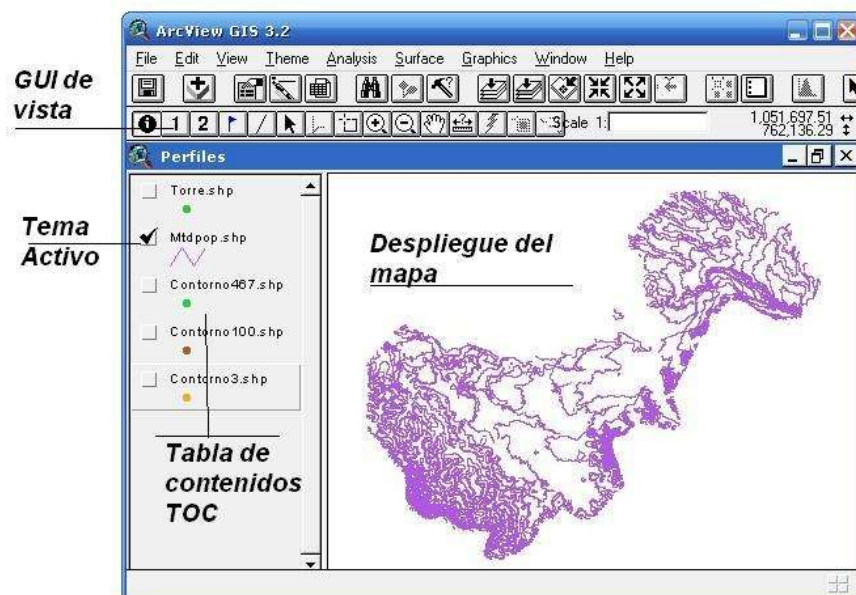 ArcView GIS 3.2
File Edit View Theme Analysis Surface Graphics Window Help
GUI de
vista
1 2
Scale 1:
1,051,697.51
762,136.29
Perfiles
Torre.shp
Tema
Activo
Mtdpop.shp
Despliegue del
mapa
Contorno467.shp
Contorno100.shp
Contorno3.shp
Tabla de
contenidos
TOC